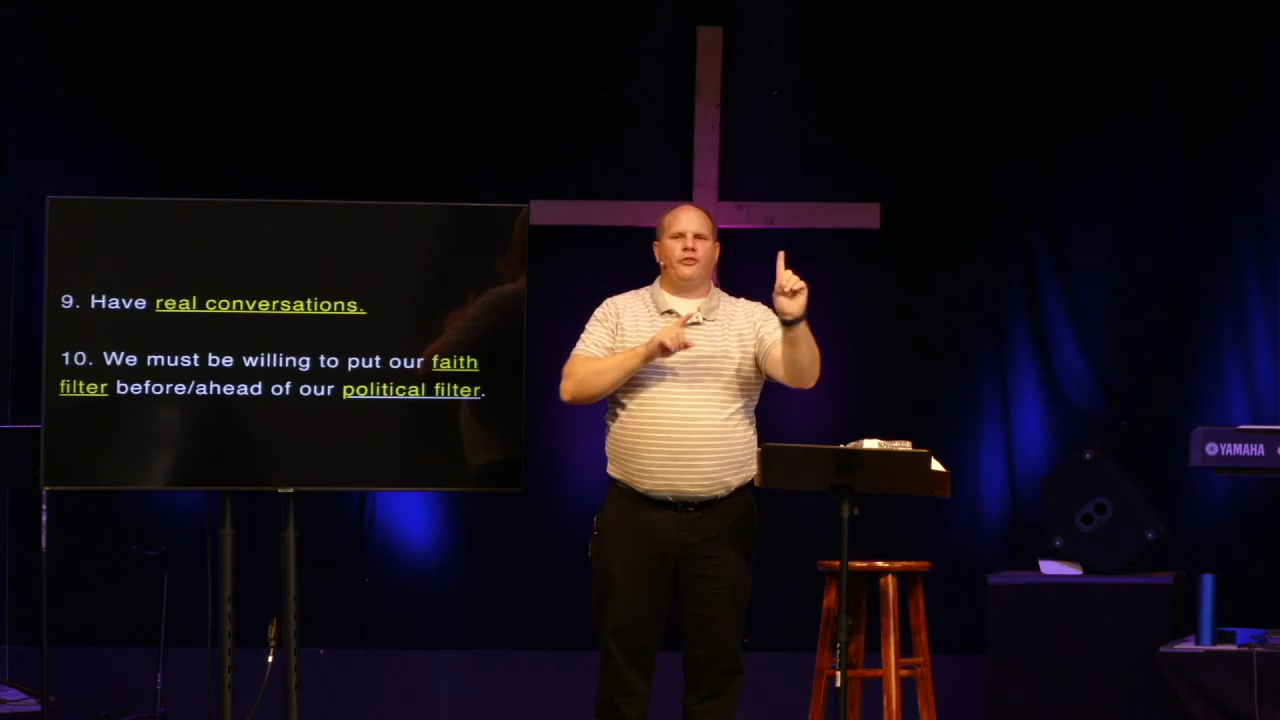 9. Have real conversations.
10. We must be willing to put our faith
filter before/ahead of our political filter.
YAMAHA